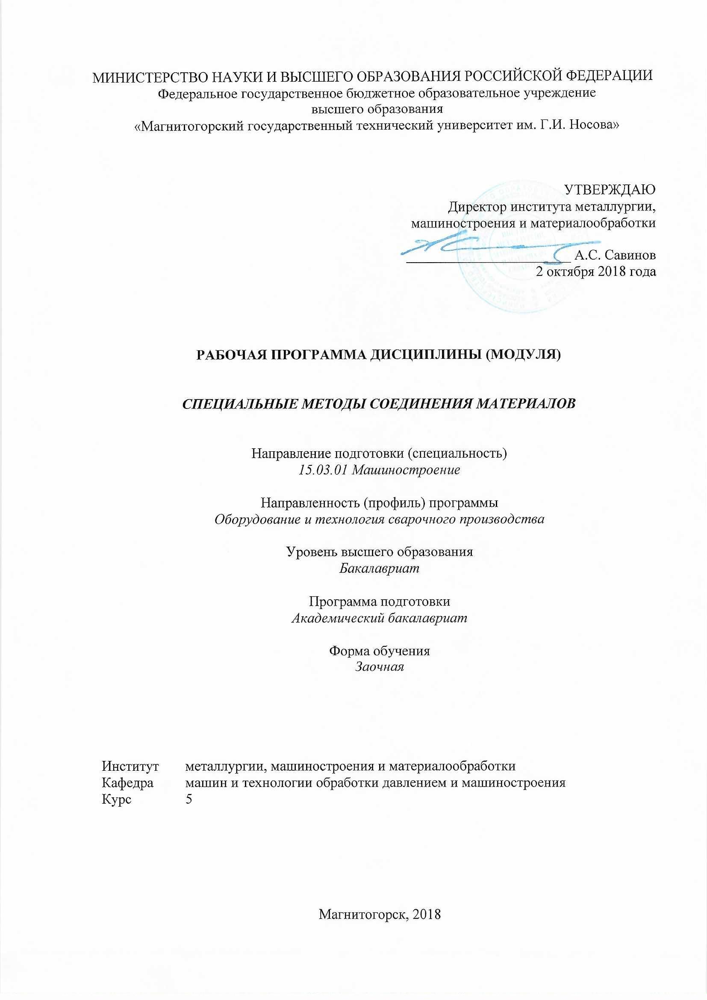 МИНИСТЕРСТВО НАУКИ И ВЫСШЕГО ОБРАЗОВАНИЯ РОССИЙСКОЙ ФЕДЕРАЦИИ
Федеральное государственное бюджетное образовательное учреждение
высшего образования
«Магнитогорский государственный технический университет им. Г.И. Носова»
УТВЕРЖДАЮ
Директор института металлургии,
машиностроения и материалообработки
А.С. Савинов
2 октября 2018 года
РАБОЧАЯ ПРОГРАММА ДИСЦИПЛИНЫ (МОДУЛЯ)
СПЕЦИАЛЬНЫЕ МЕТОДЫ СОЕДИНЕНИЯ МАТЕРИАЛОВ
Направление подготовки (специальность)
15.03.01 Машиностроение
Направленность (профиль) программы
Оборудование и технология сварочного производства
Уровень высшего образования
Бакалавриат
Программа подготовки
Академический бакалавриат
Форма обучения
Заочная
Институт металлургии, машиностроения и материалообработки
Кафедра машин и технологии обработки давлением и машиностроения
Курс 5
Магнитогорск, 2018